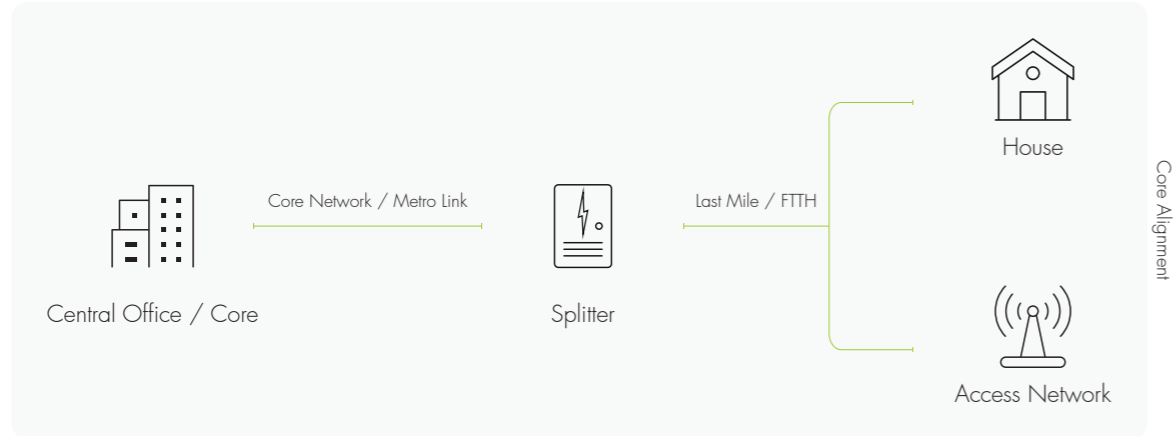 House
Core Network / Metro Link
Last Mile / FTTH
Core Alignment
Central Office / Core
Splitter
Access Network